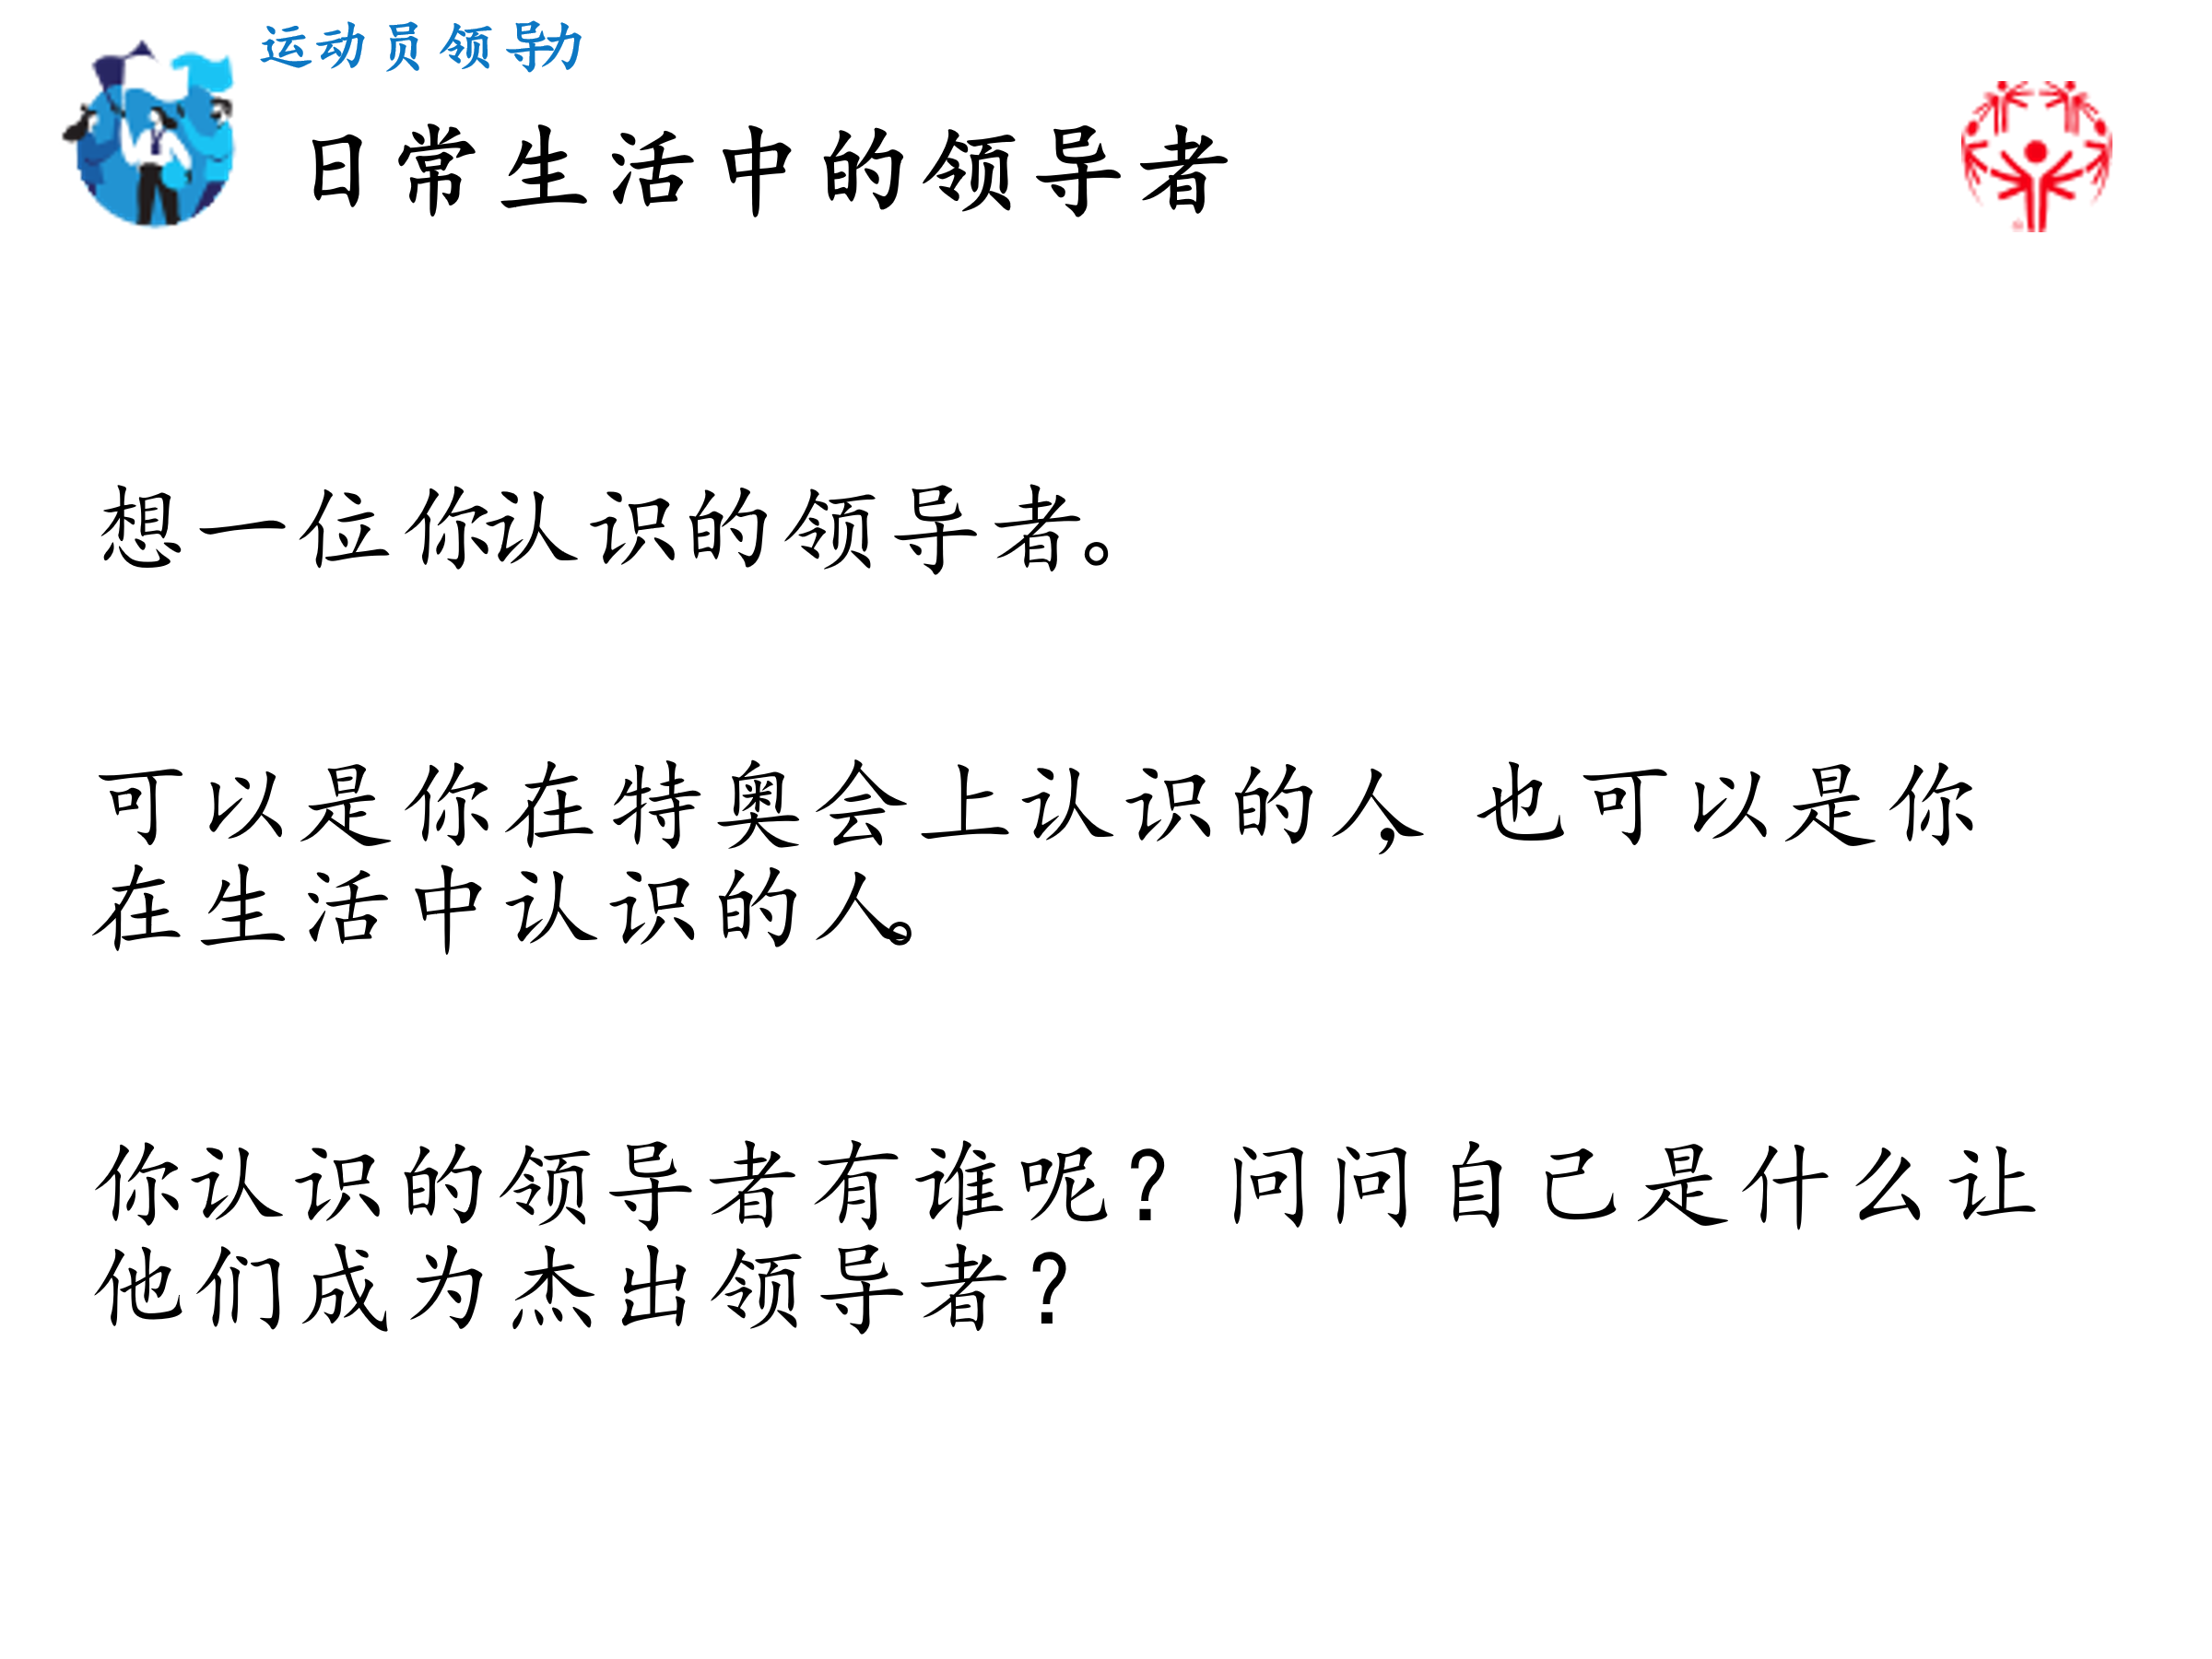 运动员领导力
日常生活中的领导者
想一位你认识的领导者。
可以是你在特奥会上认识的人，也可以是你
在生活中认识的人。
你认识的领导者有谁呢？问问自己是什么让
他们成为杰出领导者？